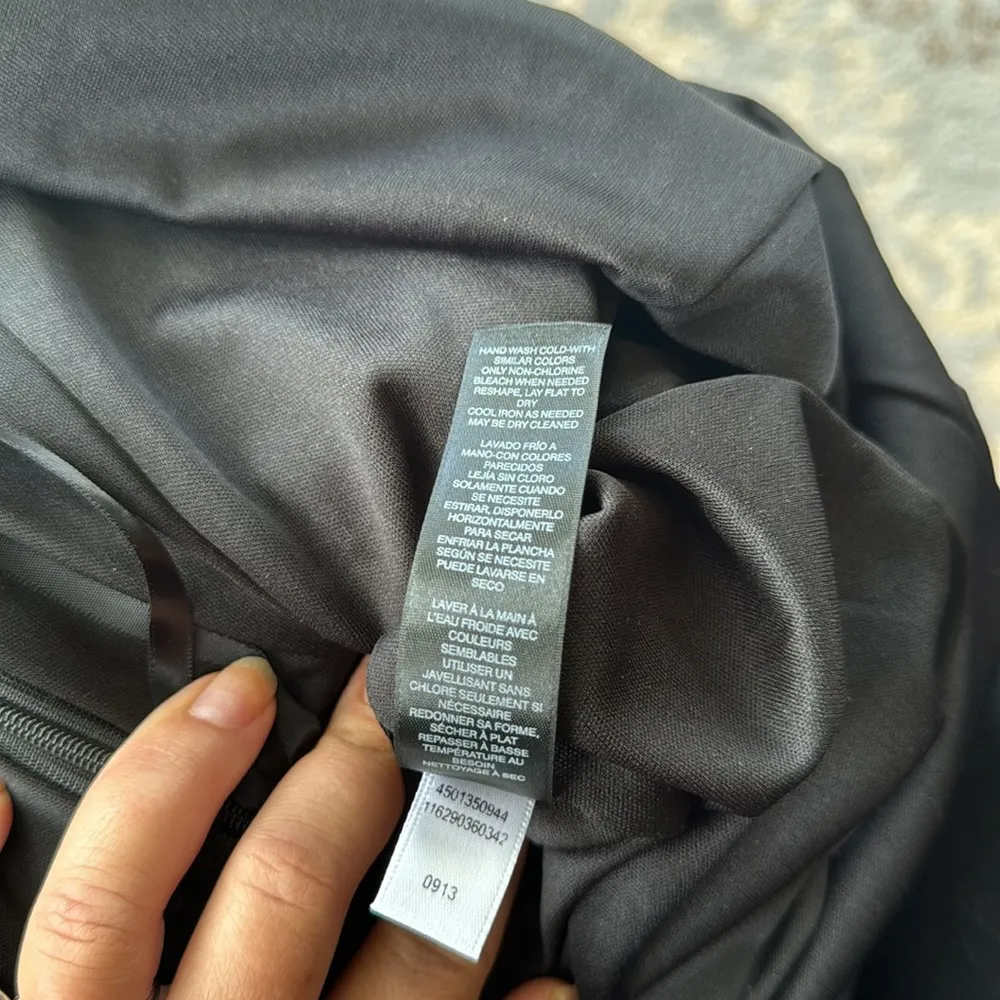 HAND WASH COLD-WITH
SIMILAR COLORS
ONLY NON-CHLORINE
BLEACH WHEN NEEDED
RESHAPE, LAY FLAT TO
DRY
COOL IRON AS NEEDED
MAY BE DRY CLEANED
LAVADO FRÍO A
MANO-CON COLORES
PARECIDOS
LEJÍA SIN CLORO
SOLAMENTE CUANDO
SE NECESITE
ESTIRAR, DISPONERLO
HORIZONTALMENTE
PARA SECAR
ENFRIAR LA PLANCHA
SEGÚN SE NECESITE
PUEDE LAVARSE EN
SECO
LAVER À LA MAIN À
L'EAU FROIDE AVEC
COULEURS
SEMBLABLES
UTILISER UN
JAVELLISANT SANS
CHLORE SEULEMENT SI
NÉCESSAIRE
REDONNER SA FORME,
SÉCHER À PLAT
REPASSER À BASSE
TEMPÉRATURE AU
BESOIN
NETTOYAGE À SEC
4501350944
116290360342
0913